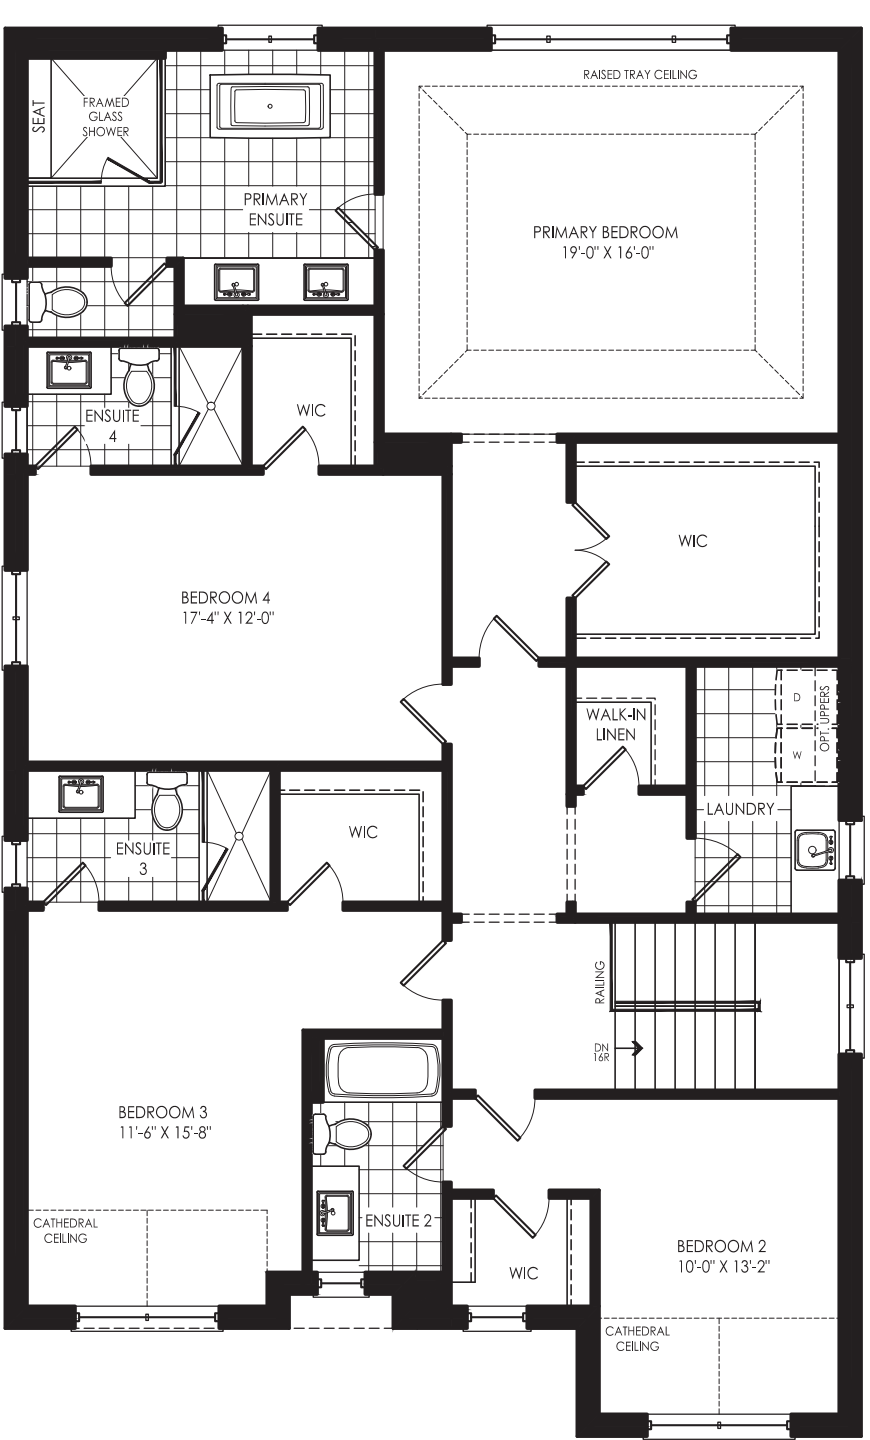 RAISED TRAY CEILING
SEAT
FRAMED
GLASS
SHOWER
PRIMARY
ENSUITE
PRIMARY BEDROOM
19'-0" X 16'-0"
ENSUITE
4
WIC
WIC
BEDROOM 4
17'-4" X 12'-0"
WALK-IN
LINEN
D
W
OPT. UPPERS
LAUNDRY
ENSUITE
3
WIC
RAILING
DN
16R
BEDROOM 3
11'-6" X 15'-8"
CATHEDRAL
CEILING
ENSUITE 2
WIC
BEDROOM 2
10'-0" X 13'-2"
CATHEDRAL
CEILING